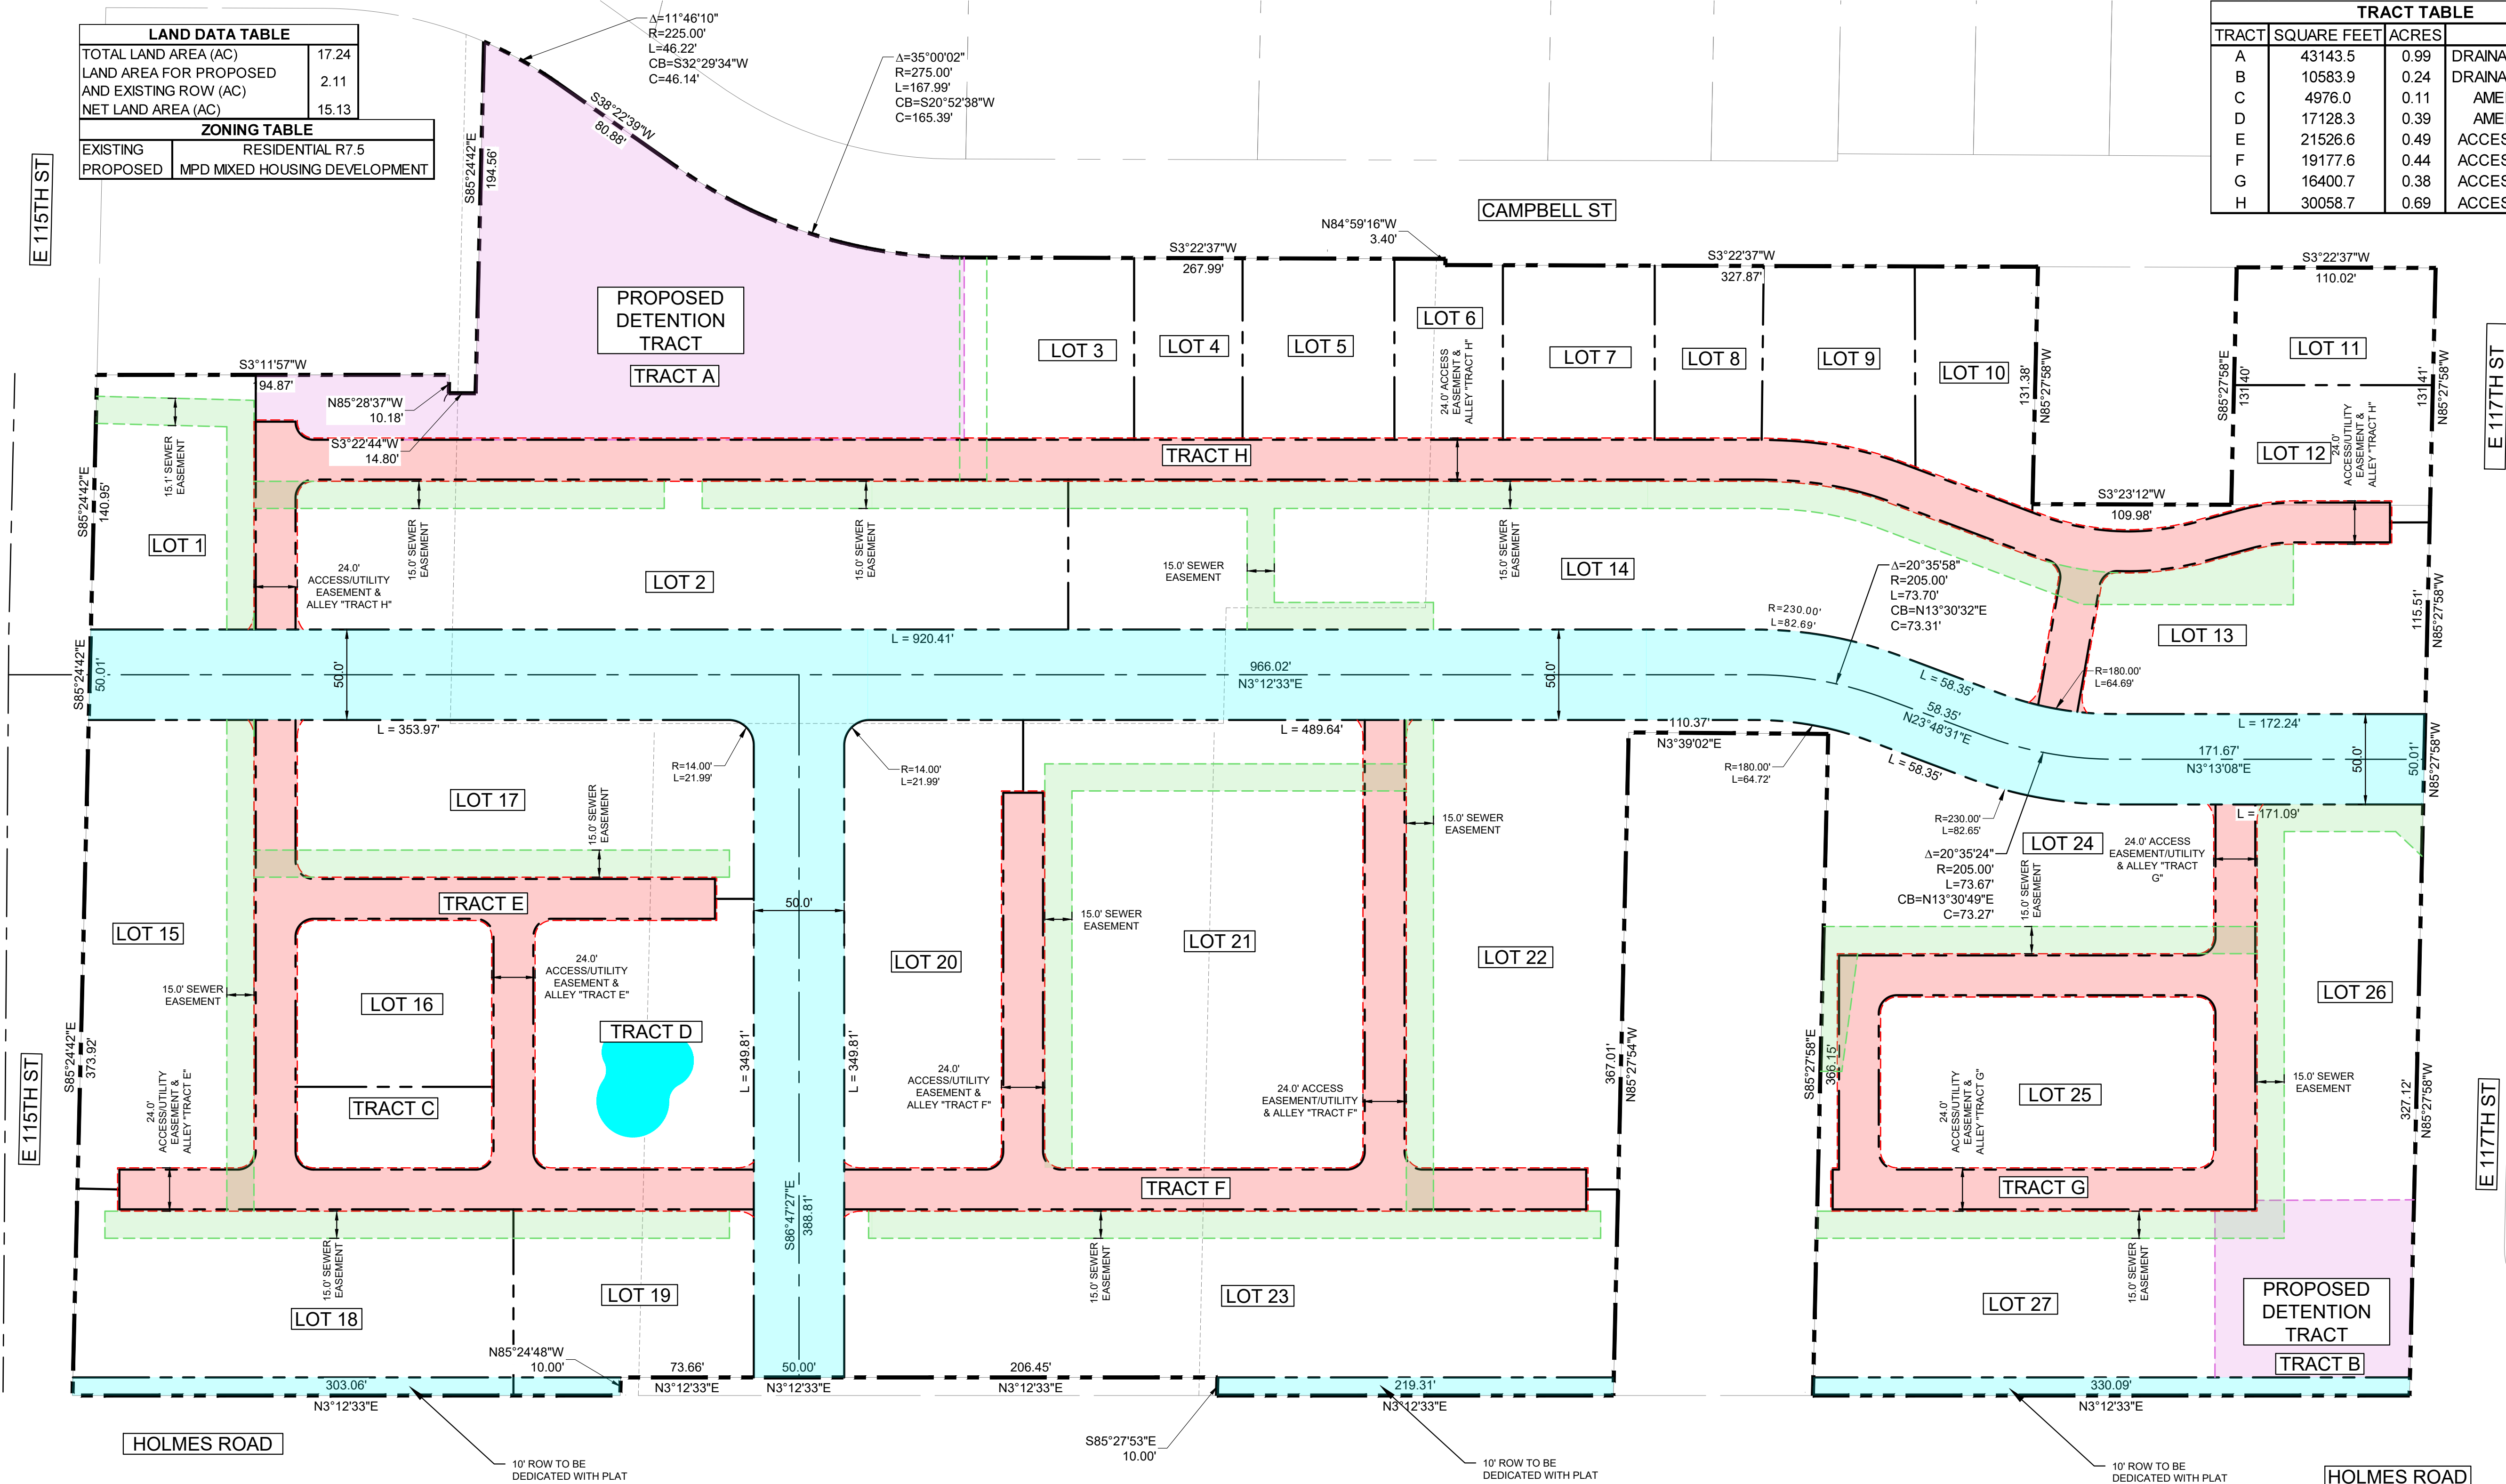 LAND DATA TABLE
TOTAL LAND AREA (AC) 17.24
LAND AREA FOR PROPOSED
AND EXISTING ROW (AC) 2.11
NET LAND AREA (AC) 15.13
ZONING TABLE
EXISTING RESIDENTIAL R7.5
PROPOSED MPD MIXED HOUSING DEVELOPMENT
TRACT TABLE
TRACT SQUARE FEET ACRES
A 43143.5 0.99
B 10583.9 0.24
C 4976.0 0.11
D 17128.3 0.39
E 21526.6 0.49
F 19177.6 0.44
G 16400.7 0.38
H 30058.7 0.69
Δ=11°46'10"
R=225.00'
L=46.22'
CB=S32°29'34"W
C=46.14'
Δ=35°00'02"
R=275.00'
L=167.99'
CB=S20°52'38"W
C=165.39'
S38°22'39"W
80.88'
S85°24'42"E
194.56'
E 115TH ST
CAMPBELL ST
N84°59'16"W
3.40'
S3°22'37"W
267.99'
S3°22'37"W
327.87'
S3°22'37"W
110.02'
PROPOSED
DETENTION
TRACT
TRACT A
S3°11'57"W
94.87'
N85°28'37"W
10.18'
S3°22'44"W
14.80'
LOT 3
LOT 4
LOT 5
LOT 6
24.0' ACCESS
EASEMENT &
ALLEY "TRACT H"
LOT 7
LOT 8
LOT 9
LOT 10
131.38'
N85°27'58"W
S85°27'58"E
131.40'
LOT 11
131.41'
N85°27'58"W
E 117TH ST
LOT 12
24.0'
ACCESS/UTILITY
EASEMENT &
ALLEY "TRACT H"
S3°23'12"W
109.98'
TRACT H
15.1' SEWER
EASEMENT
S85°24'42"E
140.95'
LOT 1
24.0'
ACCESS/UTILITY
EASEMENT &
ALLEY "TRACT H"
15.0' SEWER
EASEMENT
LOT 2
15.0' SEWER
EASEMENT
15.0' SEWER
EASEMENT
15.0' SEWER
EASEMENT
LOT 14
Δ=20°35'58"
R=205.00'
L=73.70'
CB=N13°30'32"E
C=73.31'
R=230.00'
L=82.69'
LOT 13
115.51'
N85°27'58"W
R=180.00'
L=64.69'
S85°24'42"E
50.01'
50.0'
L = 920.41'
966.02'
N3°12'33"E
50.0'
L = 58.35'
58.35'
N23°48'31"E
L = 58.35'
L = 172.24'
171.67'
N3°13'08"E
50.0'
50.01'
N85°27'58"W
L = 171.09'
L = 353.97'
L = 489.64'
110.37'
N3°39'02"E
R=14.00'
L=21.99'
R=14.00'
L=21.99'
R=180.00'
L=64.72'
R=230.00'
L=82.65'
Δ=20°35'24"
R=205.00'
L=73.67'
CB=N13°30'49"E
C=73.27'
LOT 17
15.0' SEWER
EASEMENT
TRACT E
50.0'
15.0' SEWER
EASEMENT
15.0' SEWER
EASEMENT
LOT 24
24.0' ACCESS
EASEMENT/UTILITY
& ALLEY "TRACT
G"
15.0' SEWER
EASEMENT
LOT 15
15.0' SEWER
EASEMENT
LOT 16
24.0'
ACCESS/UTILITY
EASEMENT &
ALLEY "TRACT E"
TRACT D
LOT 20
LOT 21
LOT 22
LOT 26
S85°24'42"E
373.92'
E 115TH ST
24.0'
ACCESS/UTILITY
EASEMENT &
ALLEY "TRACT E"
TRACT C
L = 349.81'
L = 349.81'
24.0'
ACCESS/UTILITY
EASEMENT &
ALLEY "TRACT F"
24.0' ACCESS
EASEMENT/UTILITY
& ALLEY "TRACT F"
367.01'
N85°27'54"W
S85°27'58"E
366.15'
24.0'
ACCESS/UTILITY
EASEMENT &
ALLEY "TRACT G"
LOT 25
15.0' SEWER
EASEMENT
327.12'
N85°27'58"W
E 117TH ST
TRACT F
TRACT G
S86°47'27"E
388.81'
15.0' SEWER
EASEMENT
15.0' SEWER
EASEMENT
15.0' SEWER
EASEMENT
LOT 18
LOT 19
LOT 23
LOT 27
PROPOSED
DETENTION
TRACT
TRACT B
N85°24'48"W
10.00'
303.06'
N3°12'33"E
73.66'
N3°12'33"E
50.00'
N3°12'33"E
206.45'
N3°12'33"E
219.31'
N3°12'33"E
330.09'
N3°12'33"E
S85°27'53"E
10.00'
HOLMES ROAD
10' ROW TO BE
DEDICATED WITH PLAT
10' ROW TO BE
DEDICATED WITH PLAT
10' ROW TO BE
DEDICATED WITH PLAT
HOLMES ROAD